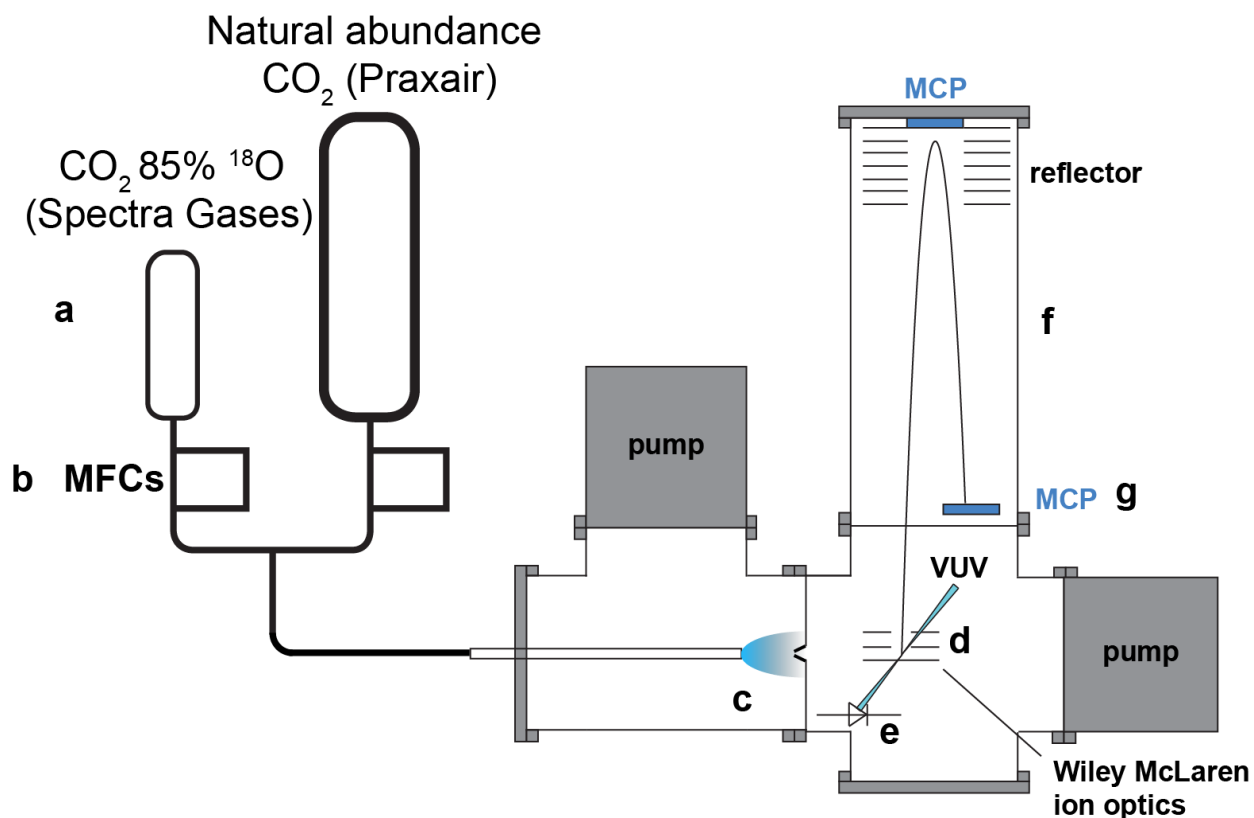 Natural abundance
CO₂ (Praxair)
CO₂ 85% ¹⁸O
(Spectra Gases)
a
b MFCs
pump
c
MCP
reflector
f
MCP g
VUV
d
e
pump
Wiley McLaren
ion optics